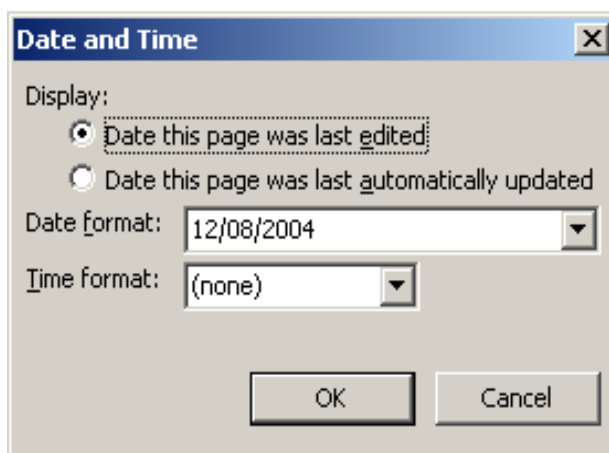 Date and Time
Display:
Date this page was last edited
Date this page was last automatically updated
Date format: 12/08/2004
Time format: (none)
OK Cancel